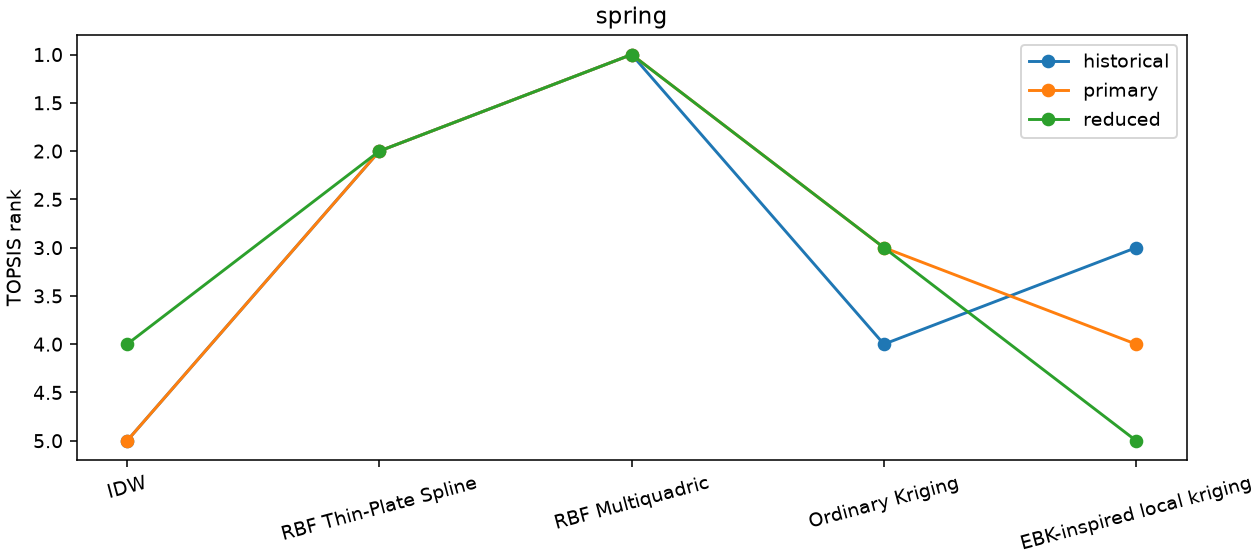 spring
TOPSIS rank
1.0
1.5
2.0
2.5
3.0
3.5
4.0
4.5
5.0
historical
primary
reduced
IDW
RBF Thin-Plate Spline
RBF Multiquadric
Ordinary Kriging
EBK-inspired local kriging